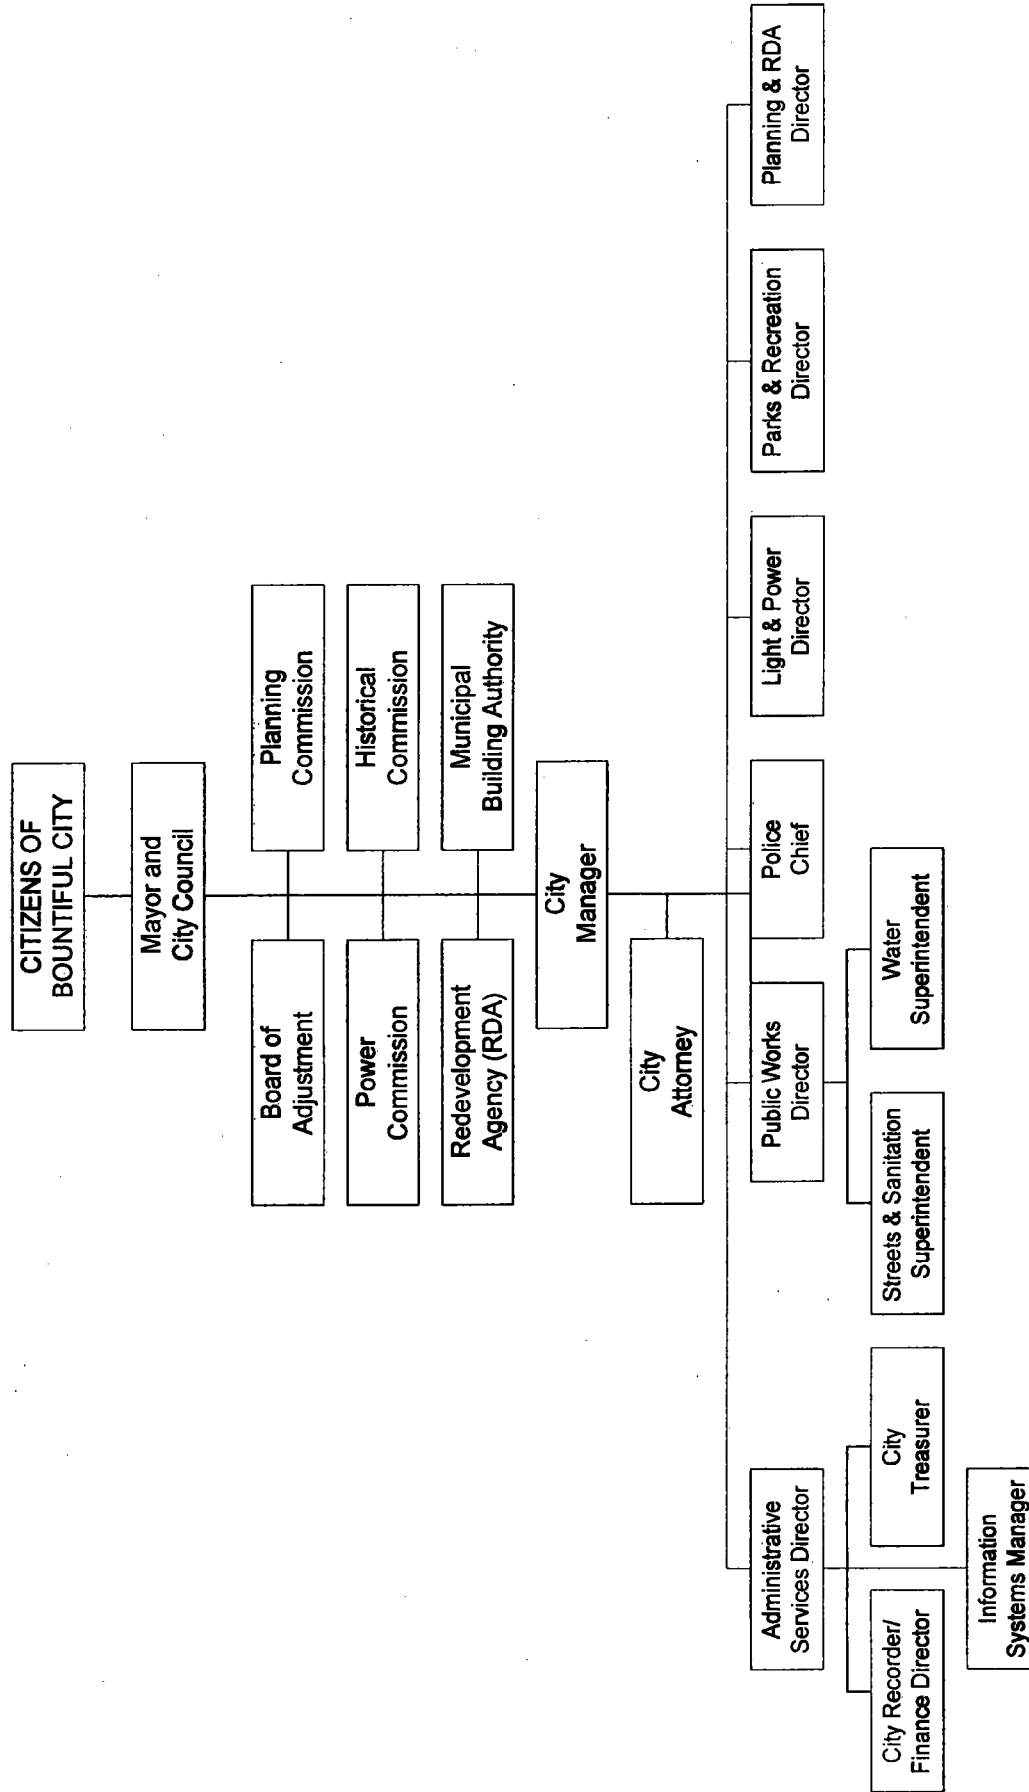 CITIZENS OF
BOUNTIFUL CITY
Mayor and
City Council
Board of
Adjustment
Planning
Commission
Power
Commission
Historical
Commission
Redevelopment
Agency (RDA)
Municipal
Building Authority
City
Manager
City
Attorney
Administrative
Services Director
Public Works
Director
Police
Chief
Light & Power
Director
Parks & Recreation
Director
Planning & RDA
Director
City Recorder/
Finance Director
City
Treasurer
Streets & Sanitation
Superintendent
Water
Superintendent
Information
Systems Manager